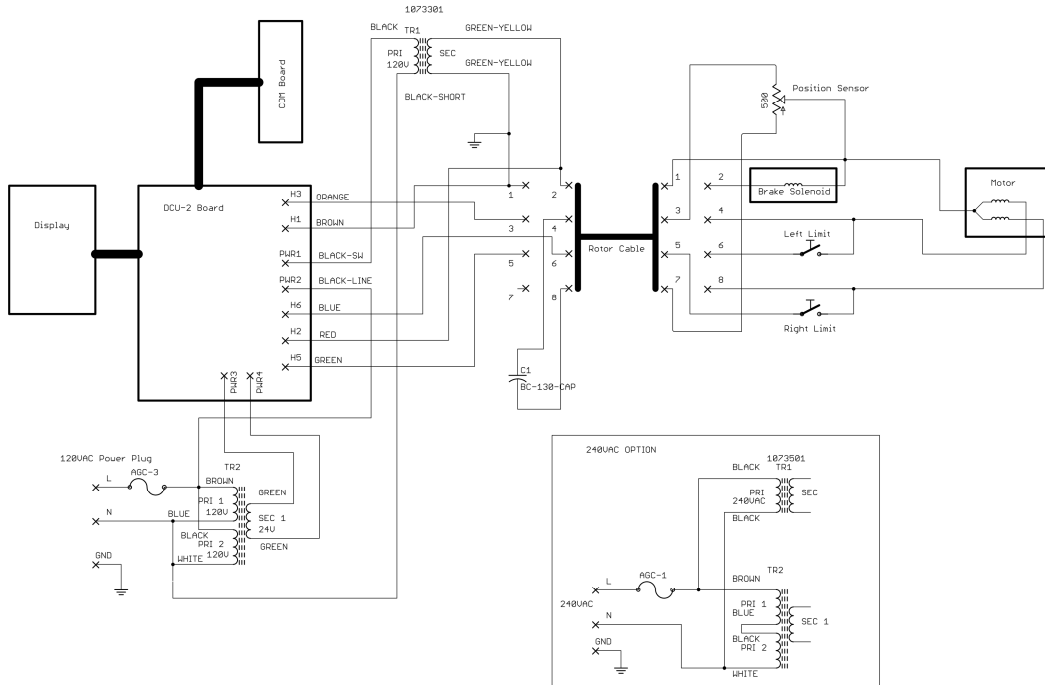 1073301
BLACK
TR1
GREEN-YELLOW
PRI
120V
SEC
GREEN-YELLOW
BLACK-SHORT
COM Board
500
Position Sensor
Display
DCU-2 Board
H3
ORANGE
H1
BROWN
PWR1
BLACK-SW
PWR2
BLACK-LINE
H6
BLUE
H2
RED
H5
GREEN
PWR3
PWR4
1
2
3
4
5
6
7
8
Rotor Cable
1
2
3
4
5
6
7
8
Brake Solenoid
Left Limit
Right Limit
Motor
C1
BC-130-CAP
120VAC Power Plug
L
AGC-3
N
GND
TR2
BROWN
PRI 1
120V
BLUE
BLACK
PRI 2
120V
WHITE
GREEN
SEC 1
24V
GREEN
240VAC OPTION
1073501
BLACK
TR1
PRI
240VAC
SEC
BLACK
TR2
L
AGC-1
BROWN
240VAC
PRI 1
BLUE
N
SEC 1
BLACK
PRI 2
GND
WHITE